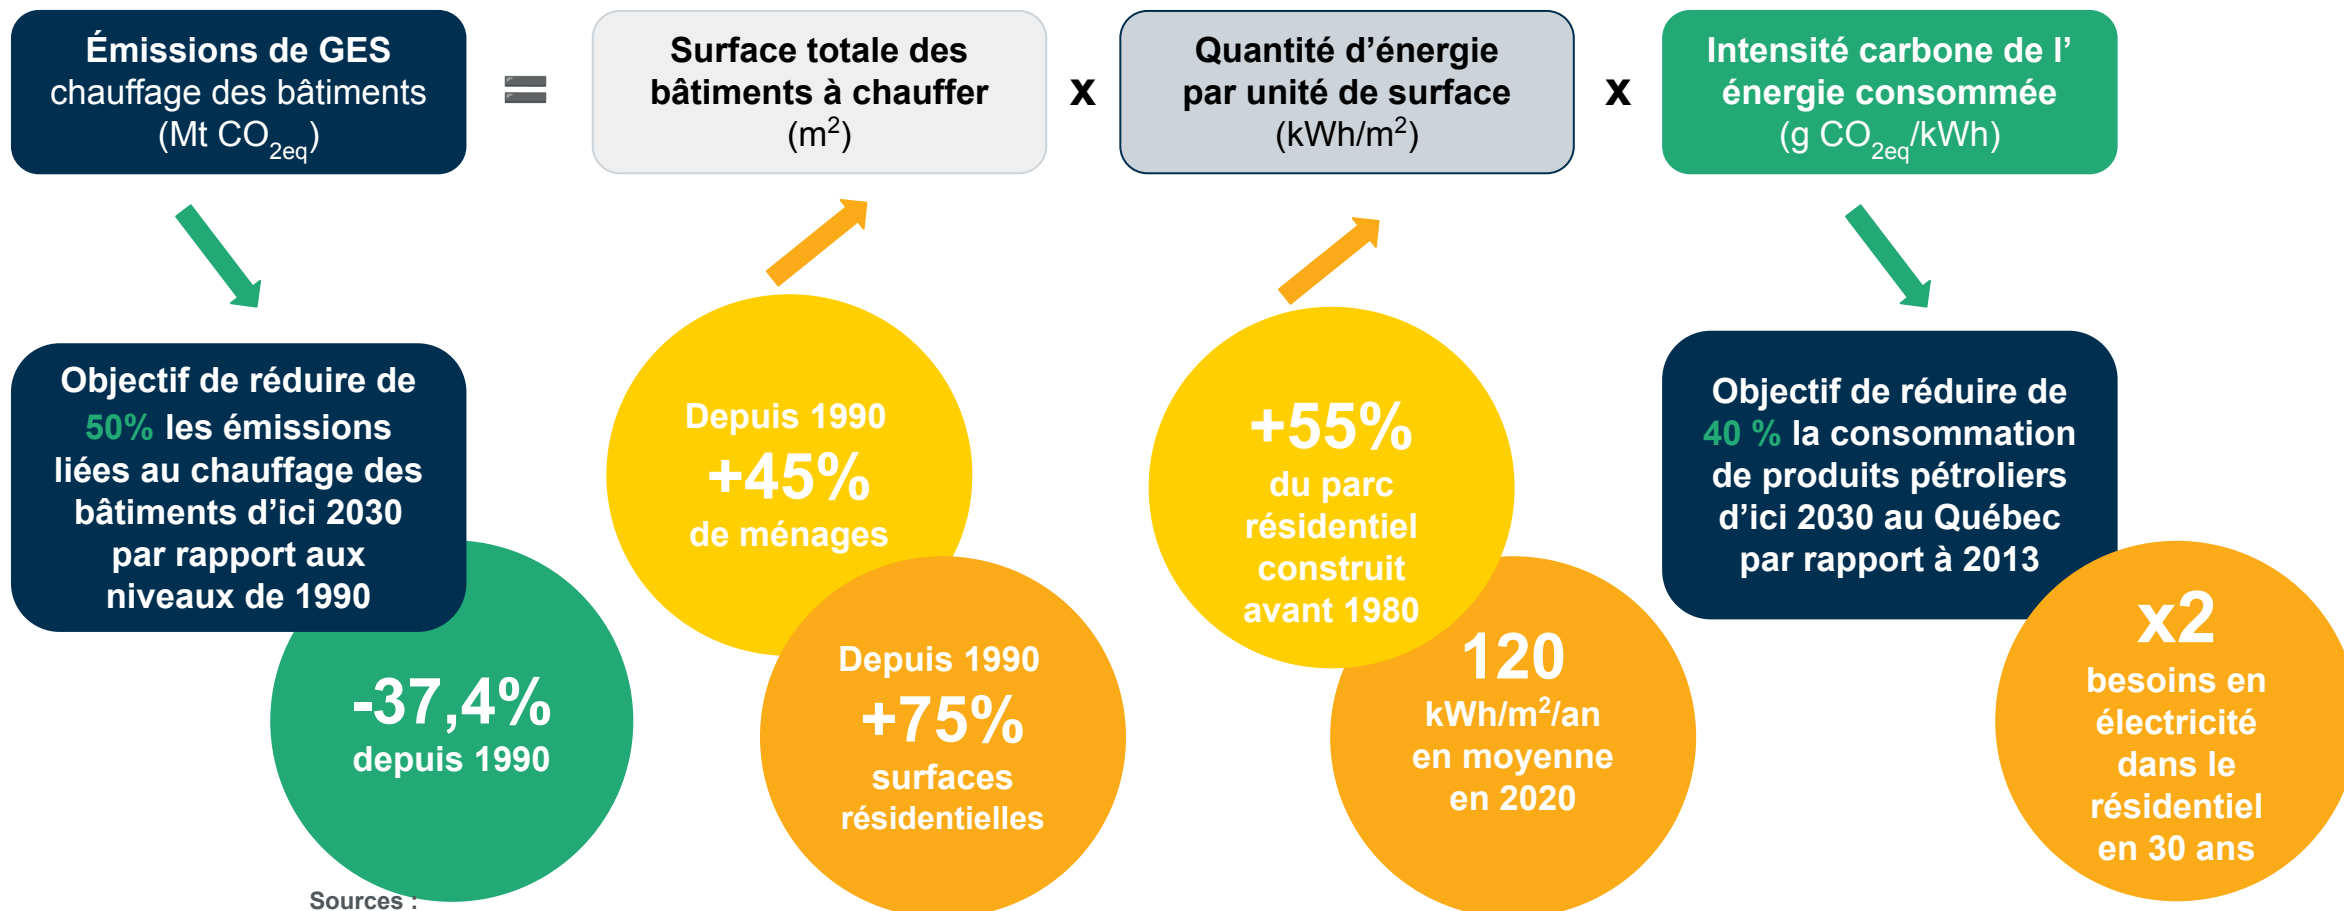 Émissions de GES
chauffage des bâtiments
(Mt CO2eq)
=
Surface totale des
bâtiments à chauffer
(m²)
x
Quantité d’énergie
par unité de surface
(kWh/m²)
x
Intensité carbone de l’
énergie consommée
(g CO2eq/kWh)
Objectif de réduire de
50% les émissions
liées au chauffage des
bâtiments d’ici 2030
par rapport aux
niveaux de 1990
-37,4%
depuis 1990
Depuis 1990
+45%
de ménages
Depuis 1990
+75%
surfaces
résidentielles
+55%
du parc
résidentiel
construit
avant 1980
120
kWh/m²/an
en moyenne
en 2020
Objectif de réduire de
40 % la consommation
de produits pétroliers
d’ici 2030 au Québec
par rapport à 2013
x2
besoins en
électricité
dans le
résidentiel
en 30 ans
Sources :